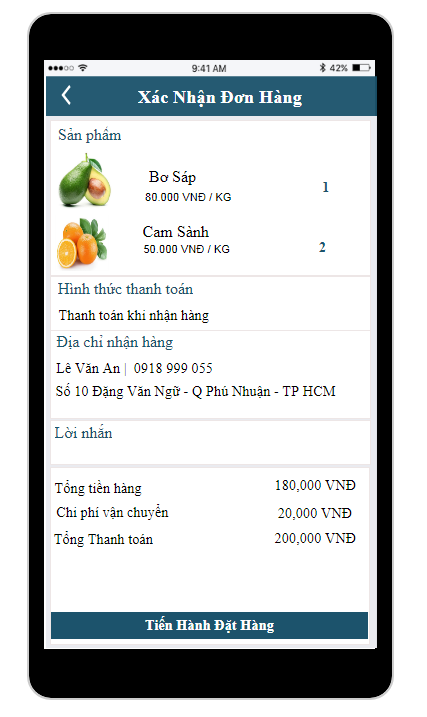 9:41 AM 42%
Xác Nhận Đơn Hàng
Sản phẩm
Bơ Sáp
80.000 VNĐ / KG
1
Cam Sành
50.000 VNĐ / KG
2
Hình thức thanh toán
Thanh toán khi nhận hàng
Địa chỉ nhận hàng
Lê Văn An | 0918 999 055
Số 10 Đặng Văn Ngữ - Q Phú Nhuận - TP HCM
Lời nhắn
Tổng tiền hàng 180,000 VNĐ
Chi phí vận chuyển 20,000 VNĐ
Tổng Thanh toán 200,000 VNĐ
Tiến Hành Đặt Hàng